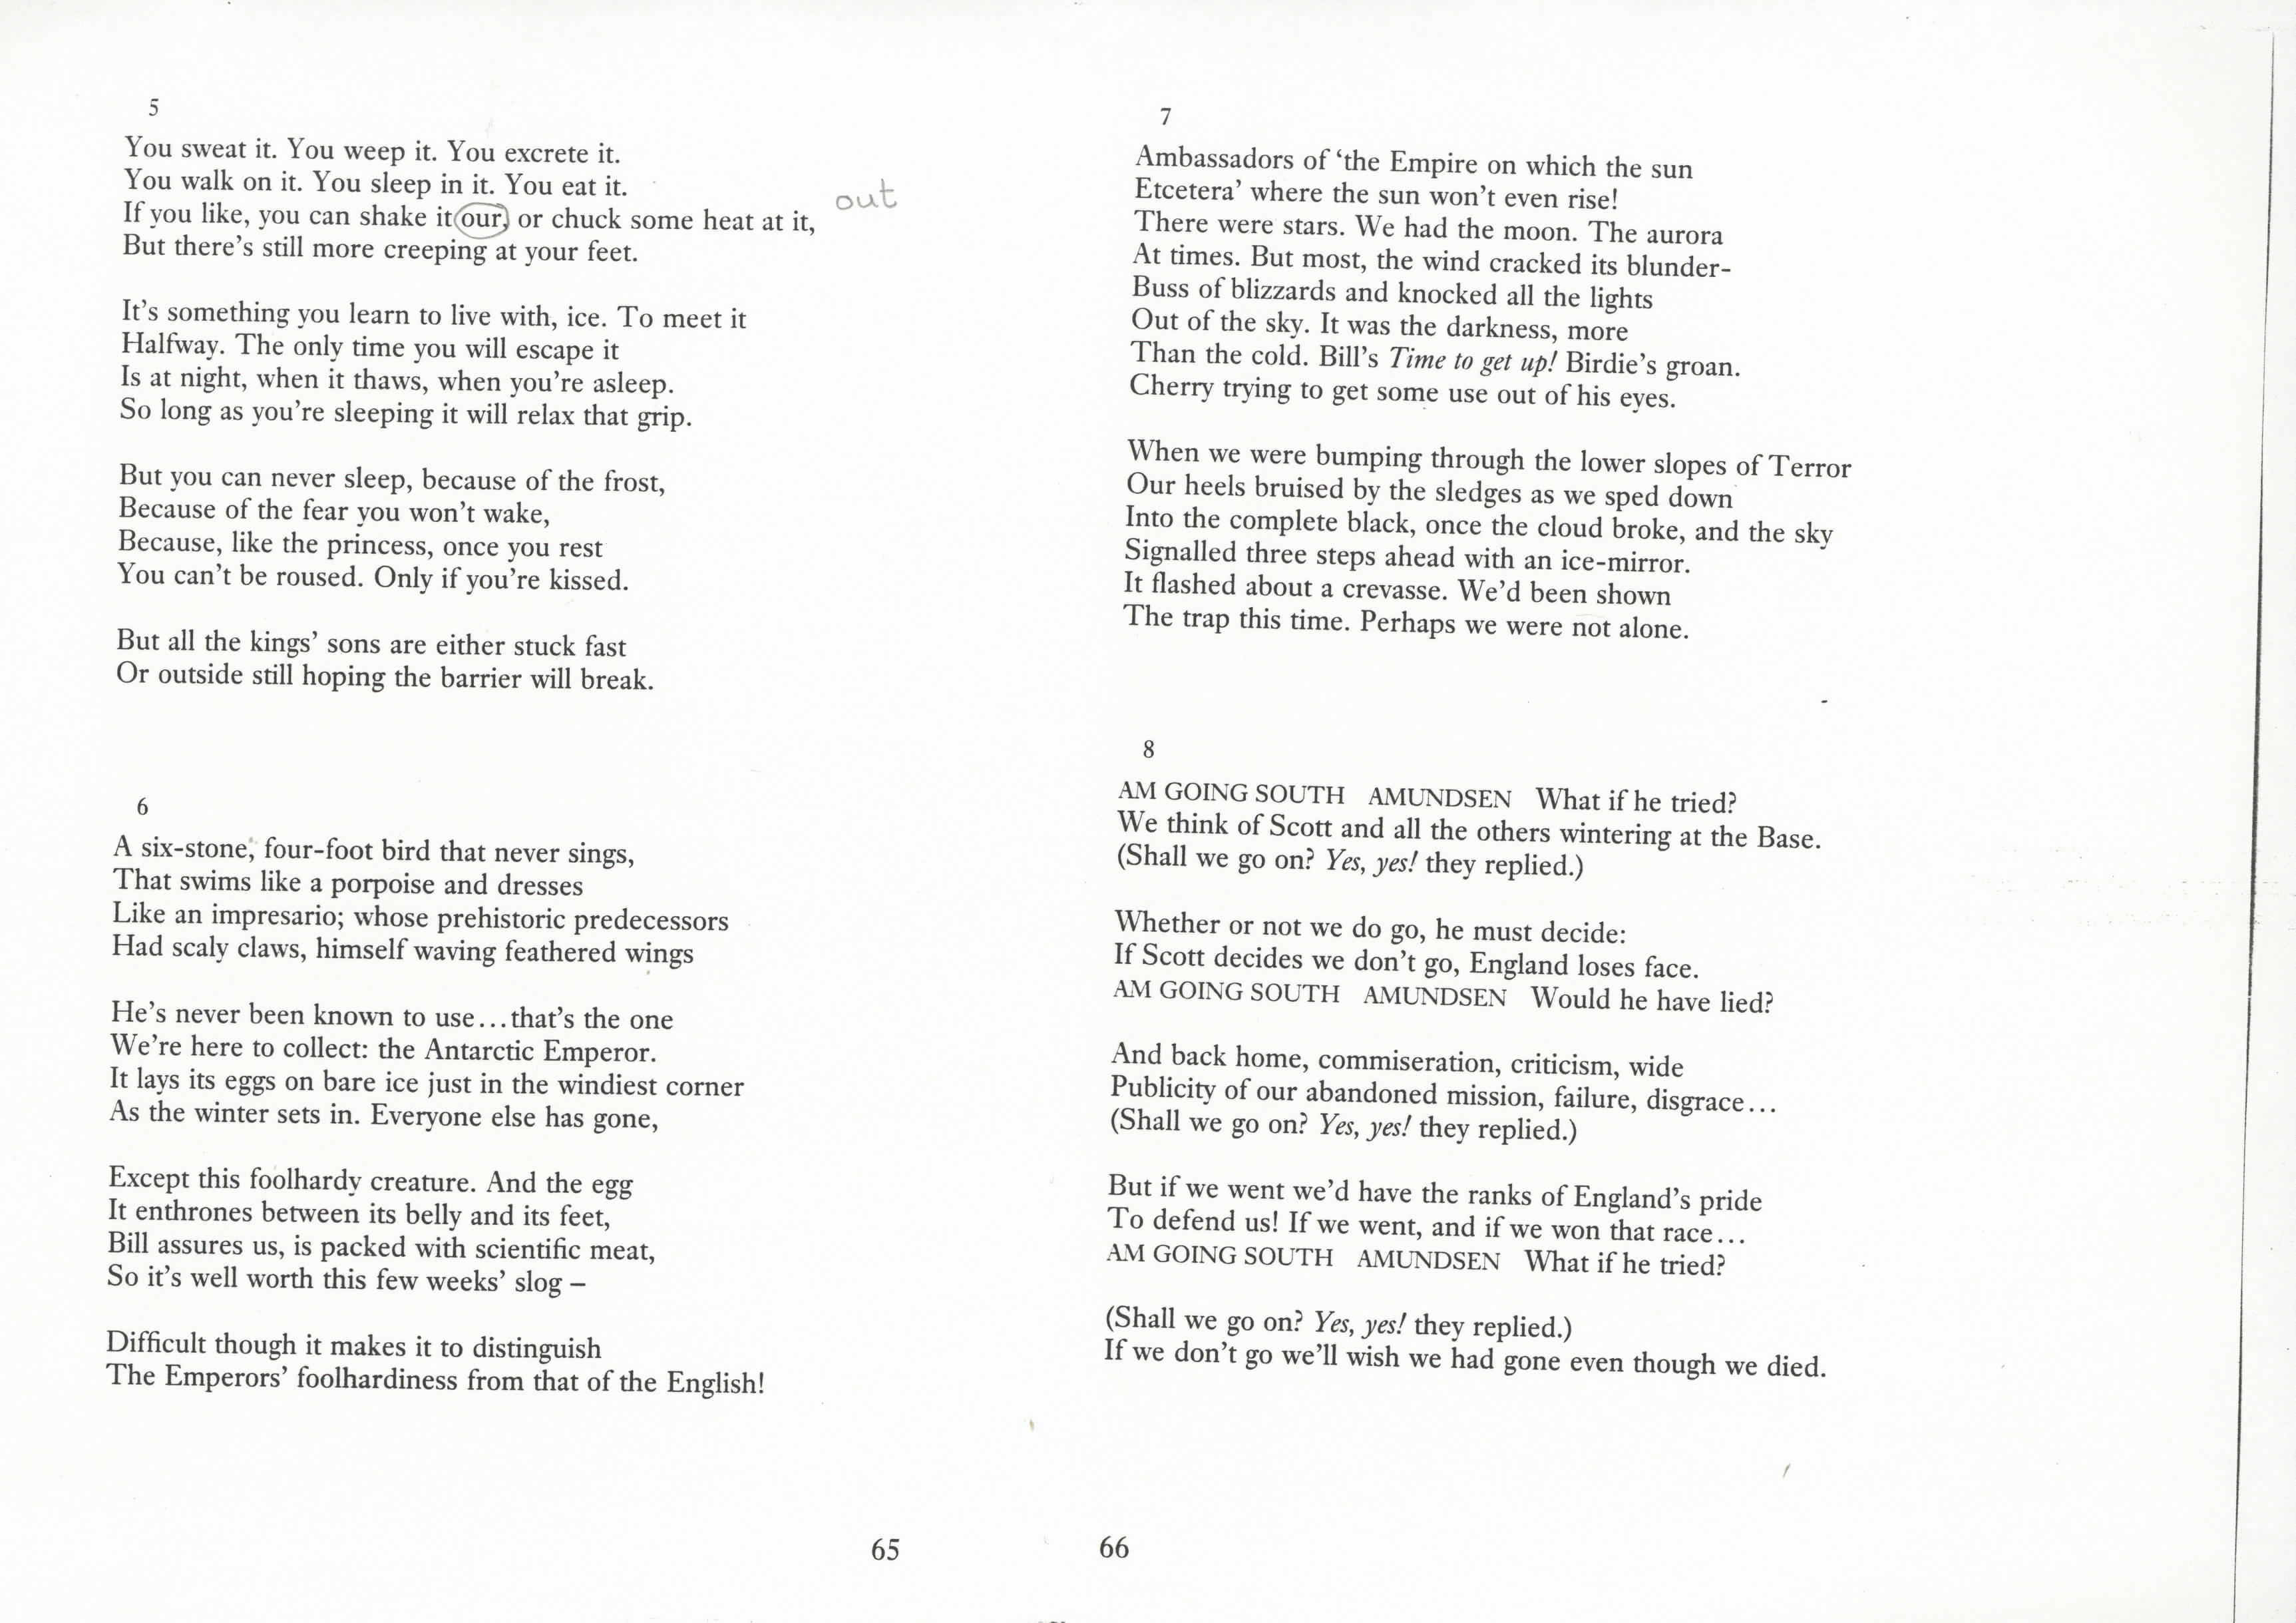 5
You sweat it. You weep it. You excrete it.
You walk on it. You sleep in it. You eat it.
out
If you like, you can shake it our, or chuck some heat at it,
But there's still more creeping at your feet.
It's something you learn to live with, ice. To meet it
Halfway. The only time you will escape it
Is at night, when it thaws, when you're asleep.
So long as you're sleeping it will relax that grip.
But you can never sleep, because of the frost,
Because of the fear you won't wake,
Because, like the princess, once you rest
You can't be roused. Only if you're kissed.
But all the kings' sons are either stuck fast
Or outside still hoping the barrier will break.
6
A six-stone, four-foot bird that never sings,
That swims like a porpoise and dresses
Like an impresario; whose prehistoric predecessors
Had scaly claws, himself waving feathered wings
He's never been known to use...that's the one
We're here to collect: the Antarctic Emperor.
It lays its eggs on bare ice just in the windiest corner
As the winter sets in. Everyone else has gone,
Except this foolhardy creature. And the egg
It enthrones between its belly and its feet,
Bill assures us, is packed with scientific meat,
So it's well worth this few weeks' slog –
Difficult though it makes it to distinguish
The Emperors' foolhardiness from that of the English!
65
7
Ambassadors of 'the Empire on which the sun
Etcetera' where the sun won't even rise!
There were stars. We had the moon. The aurora
At times. But most, the wind cracked its blunder-
Buss of blizzards and knocked all the lights
Out of the sky. It was the darkness, more
Than the cold. Bill's Time to get up! Birdie's groan.
Cherry trying to get some use out of his eyes.
When we were bumping through the lower slopes of Terror
Our heels bruised by the sledges as we sped down
Into the complete black, once the cloud broke, and the sky
Signalled three steps ahead with an ice-mirror.
It flashed about a crevasse. We'd been shown
The trap this time. Perhaps we were not alone.
8
AM GOING SOUTH AMUNDSEN What if he tried?
We think of Scott and all the others wintering at the Base.
(Shall we go on? Yes, yes! they replied.)
Whether or not we do go, he must decide:
If Scott decides we don't go, England loses face.
AM GOING SOUTH AMUNDSEN Would he have lied?
And back home, commiseration, criticism, wide
Publicity of our abandoned mission, failure, disgrace...
(Shall we go on? Yes, yes! they replied.)
But if we went we'd have the ranks of England's pride
To defend us! If we went, and if we won that race...
AM GOING SOUTH AMUNDSEN What if he tried?
(Shall we go on? Yes, yes! they replied.)
If we don't go we'll wish we had gone even though we died.
66